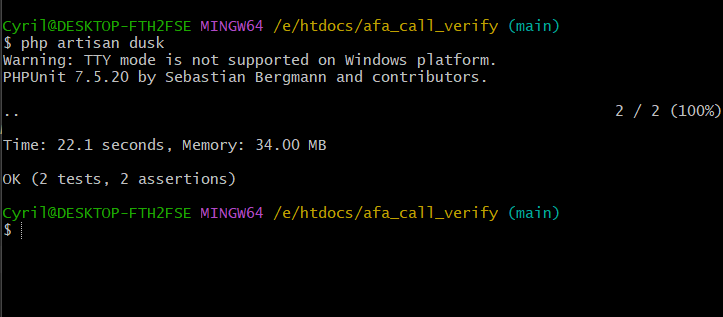 Cyril@DESKTOP-FTH2FSE MINGW64 /e/htdocs/afa_call_verify (main)
$ php artisan dusk
Warning: TTY mode is not supported on Windows platform.
PHPUnit 7.5.20 by Sebastian Bergmann and contributors.
.. 2 / 2 (100%)
Time: 22.1 seconds, Memory: 34.00 MB
OK (2 tests, 2 assertions)
Cyril@DESKTOP-FTH2FSE MINGW64 /e/htdocs/afa_call_verify (main)
$